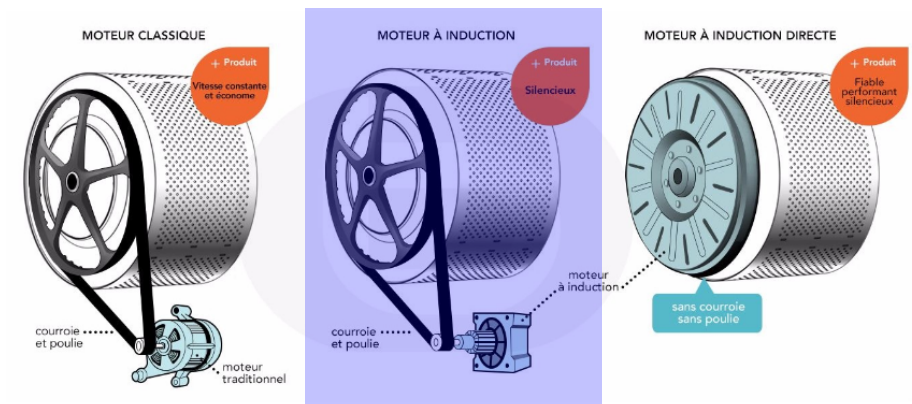 MOTEUR CLASSIQUE
+ Produit
Vitesse constante
et économe
courroie
et poulie
moteur
traditionnel
MOTEUR À INDUCTION
+ Produit
Silencieux
courroie
et poulie
moteur
à induction
MOTEUR À INDUCTION DIRECTE
+ Produit
Fiable
performant
silencieux
sans courroie
sans poulie